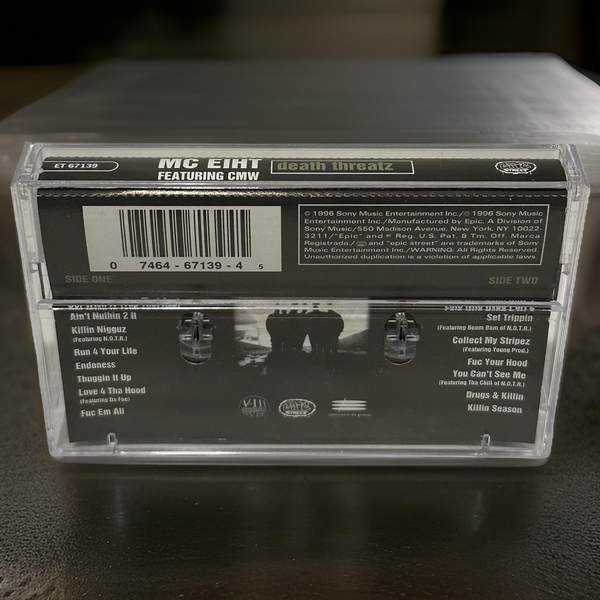 ET 67139
MC EIHT
FEATURING CMW
death threatz
EPIC STREET
0 7464-67139-4 5
© 1996 Sony Music Entertainment Inc./℗ 1996 Sony Music
Entertainment Inc./Manufactured by Epic, A Division of
Sony Music/550 Madison Avenue, New York, NY 10022-
3211/"Epic" and ® Reg. U.S. Pat. & Tm. Off. Marca
Registrada./ and "epic street" are trademarks of Sony
Music Entertainment Inc./WARNING: All Rights Reserved.
Unauthorized duplication is a violation of applicable laws
SIDE ONE
SIDE TWO
Ain't Nuthin 2 It
Killin Nigguz
(Featuring N.O.T.R.)
Run 4 Your Life
Endoness
Thuggin It Up
Love 4 Tha Hood
(Featuring Da Foe)
Fuc Em All
Set Trippin
(Featuring Boom Bam of N.O.T.R.)
Collect My Stripez
(Featuring Young Prod.)
Fuc Your Hood
You Can't See Me
(Featuring Tha Chill of N.O.T.R.)
Drugs & Killin
Killin Season
VIII
STREET